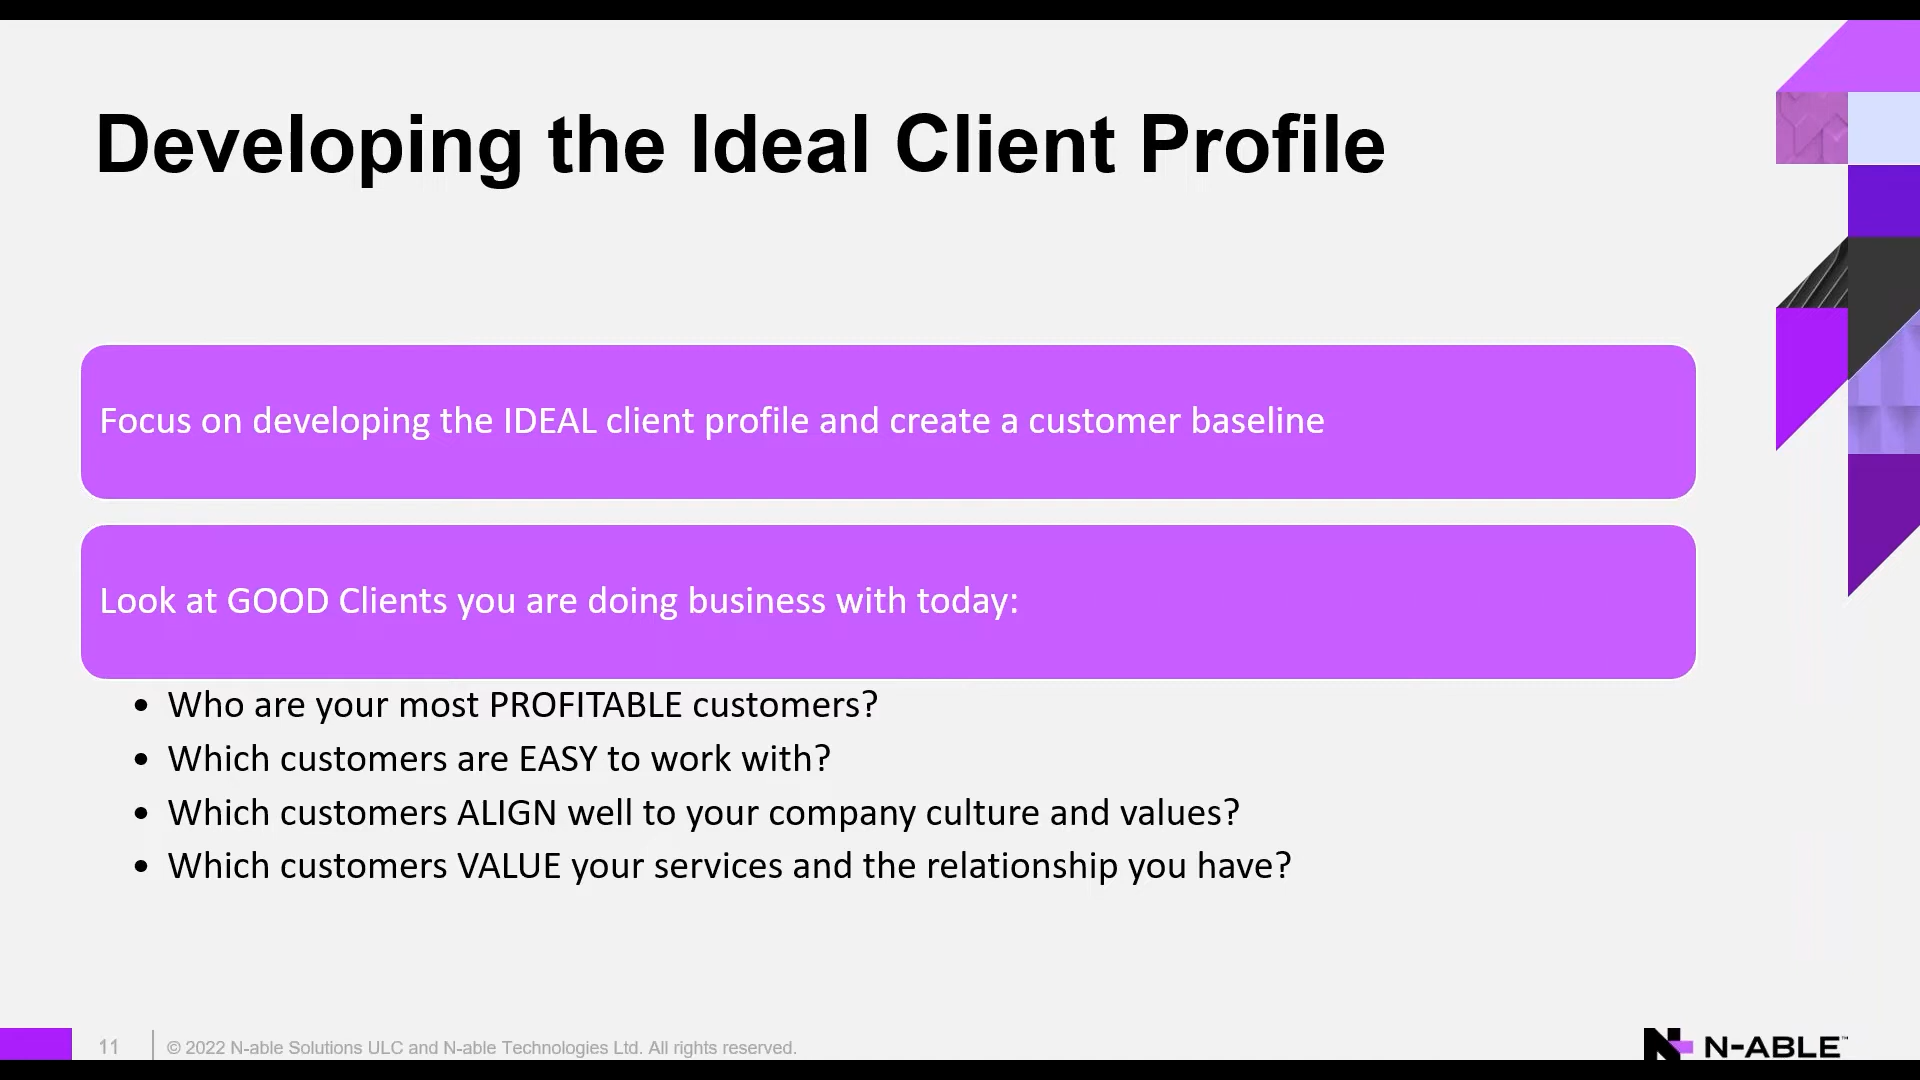 Developing the Ideal Client Profile
Focus on developing the IDEAL client profile and create a customer baseline
Look at GOOD Clients you are doing business with today:
• Who are your most PROFITABLE customers?
• Which customers are EASY to work with?
• Which customers ALIGN well to your company culture and values?
• Which customers VALUE your services and the relationship you have?
11
© 2022 N-able Solutions ULC and N-able Technologies Ltd. All rights reserved.
N-ABLE™